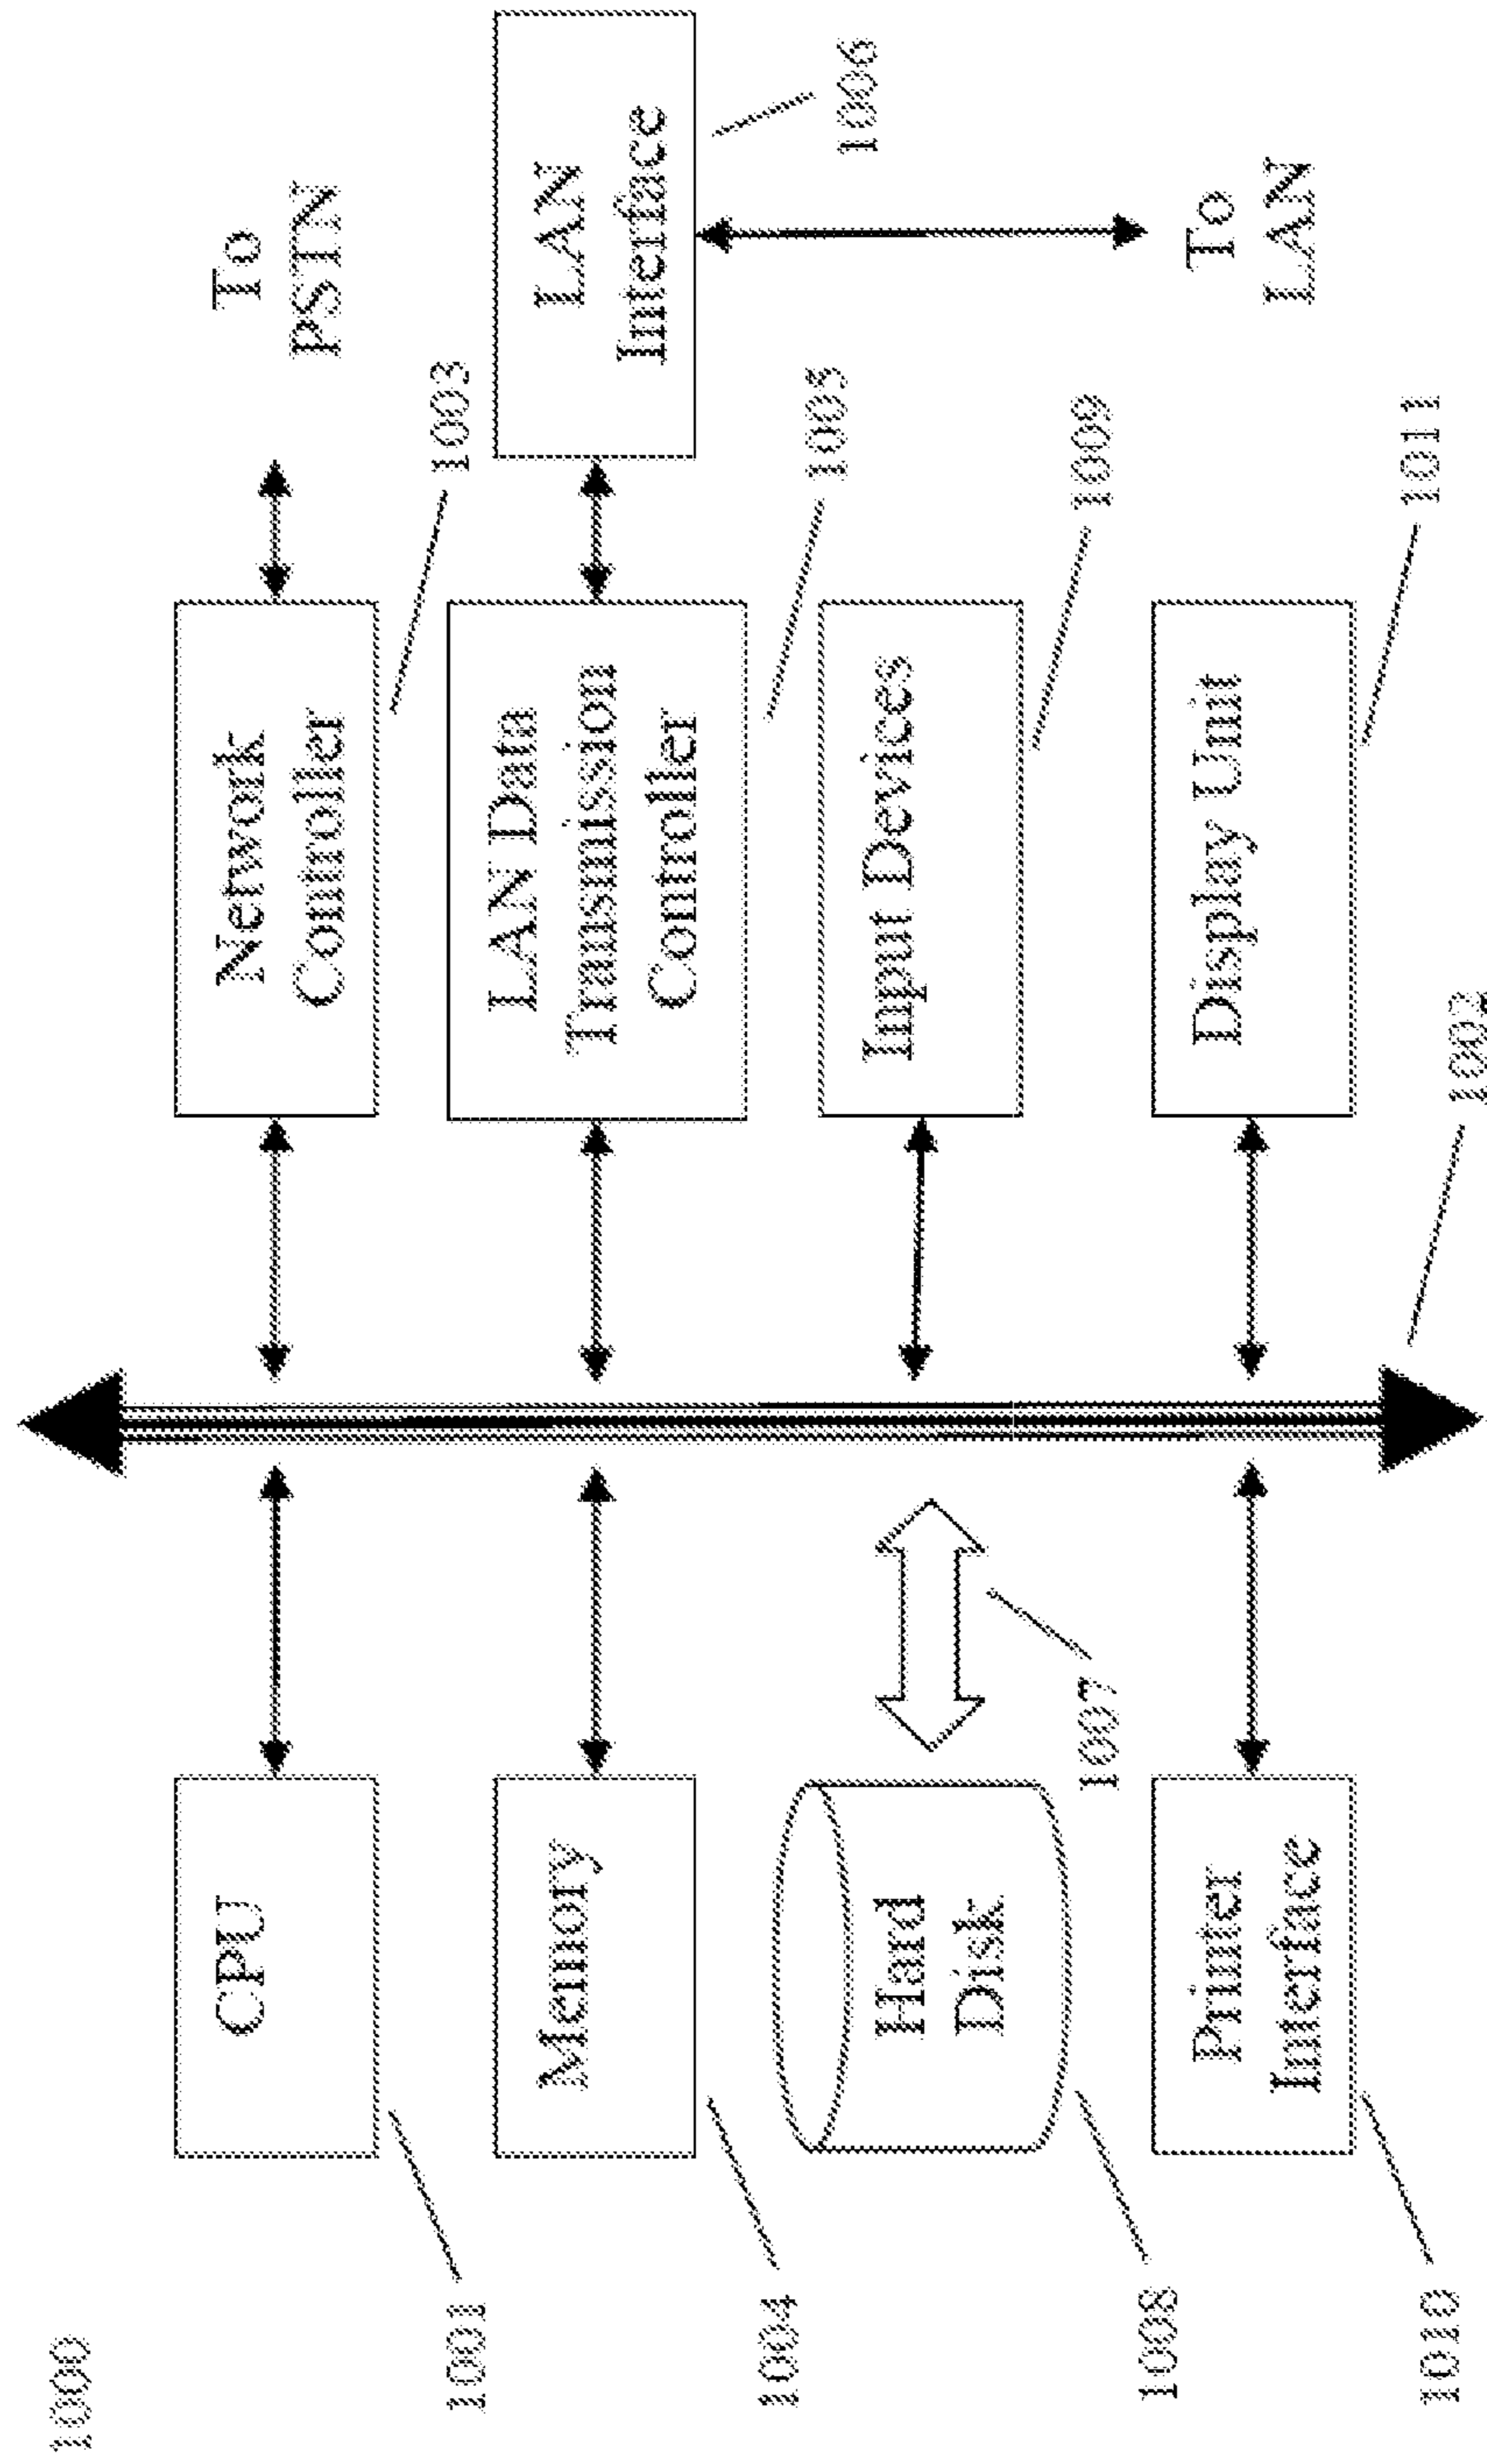 1000
CPU
1001
Network
Controller
1003
To
PSTN
Memory
1004
LAN Data
Transmission
Controller
1005
LAN
Interface
1006
Hard
Disk
1008
1007
Input Devices
1009
To
LAN
Printer
Interface
1010
Display Unit
1011
1002